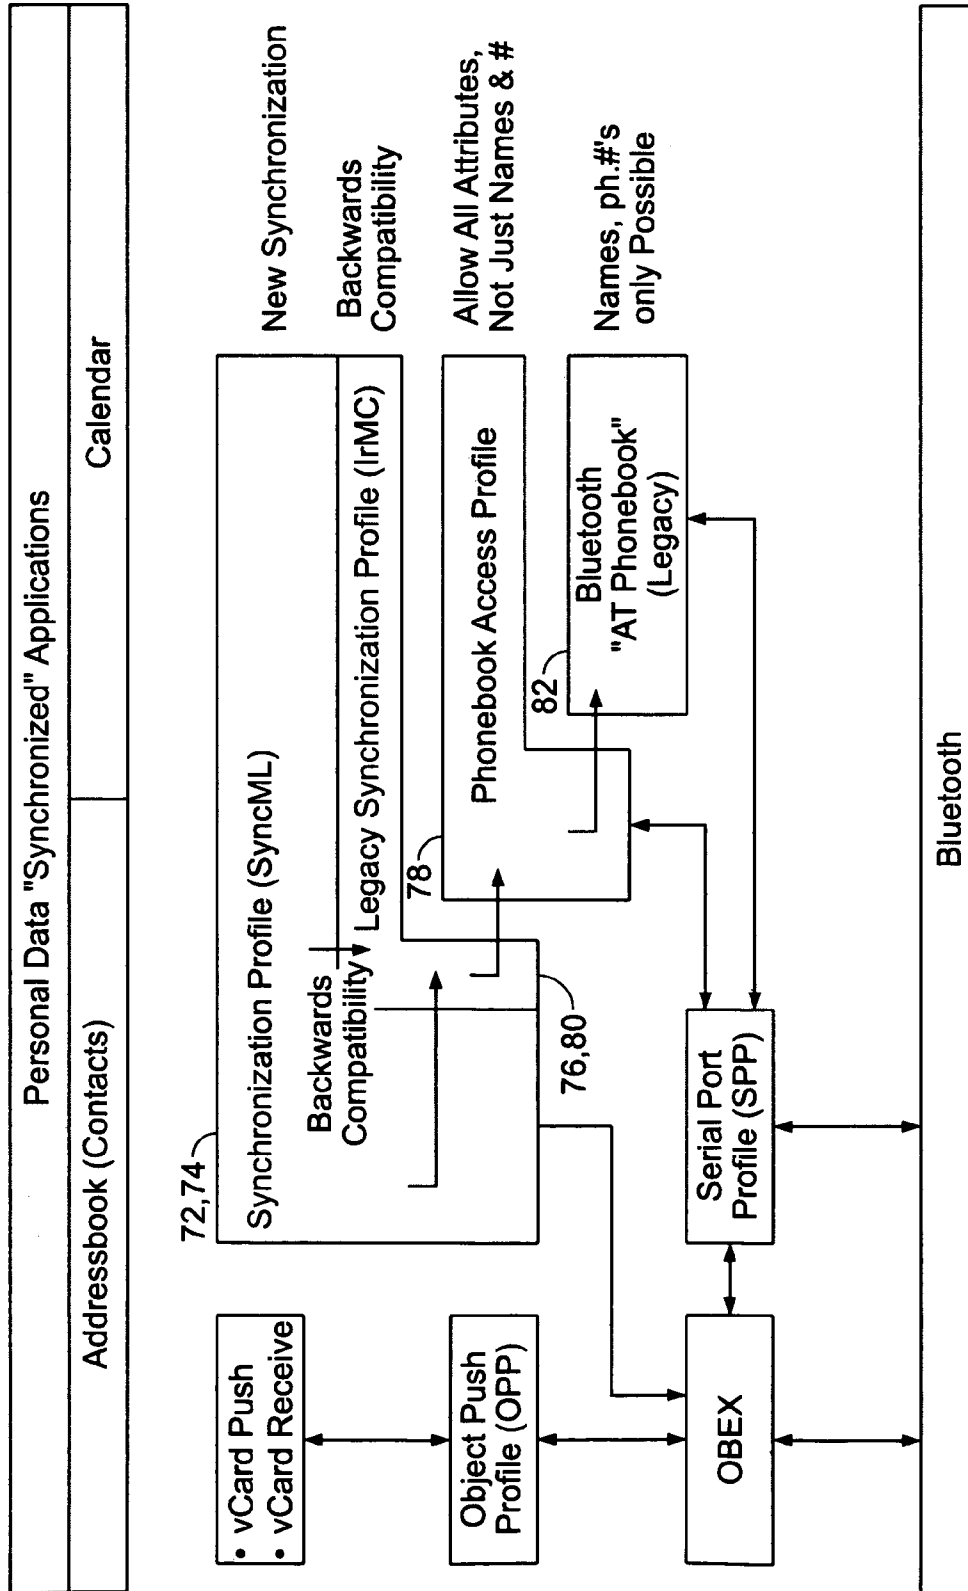 Personal Data "Synchronized" Applications
Addressbook (Contacts)
Calendar
• vCard Push
• vCard Receive
72,74
Synchronization Profile (SyncML)
New Synchronization
Backwards
Compatibility
Legacy Synchronization Profile (IrMC)
Backwards
Compatibility
76,80
78
Phonebook Access Profile
Allow All Attributes,
Not Just Names & #
82
Bluetooth
"AT Phonebook"
(Legacy)
Names, ph.#'s
only Possible
Object Push
Profile (OPP)
OBEX
Serial Port
Profile (SPP)
Bluetooth